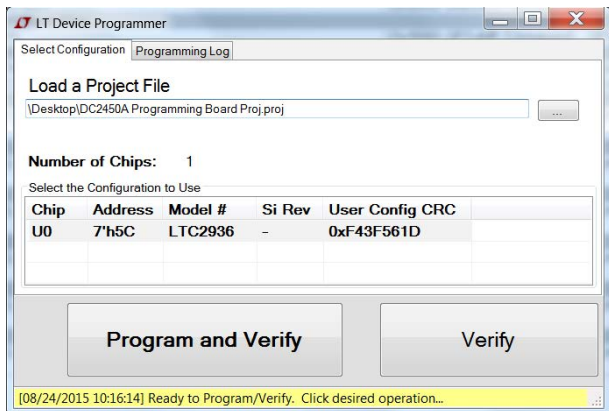 LT Device Programmer
Select Configuration Programming Log
Load a Project File
\Desktop\DC2450A Programming Board Proj.proj ...
Number of Chips: 1
Select the Configuration to Use
Chip Address Model # Si Rev User Config CRC
U0 7'h5C LTC2936 - 0xF43F561D
Program and Verify Verify
[08/24/2015 10:16:14] Ready to Program/Verify. Click desired operation...